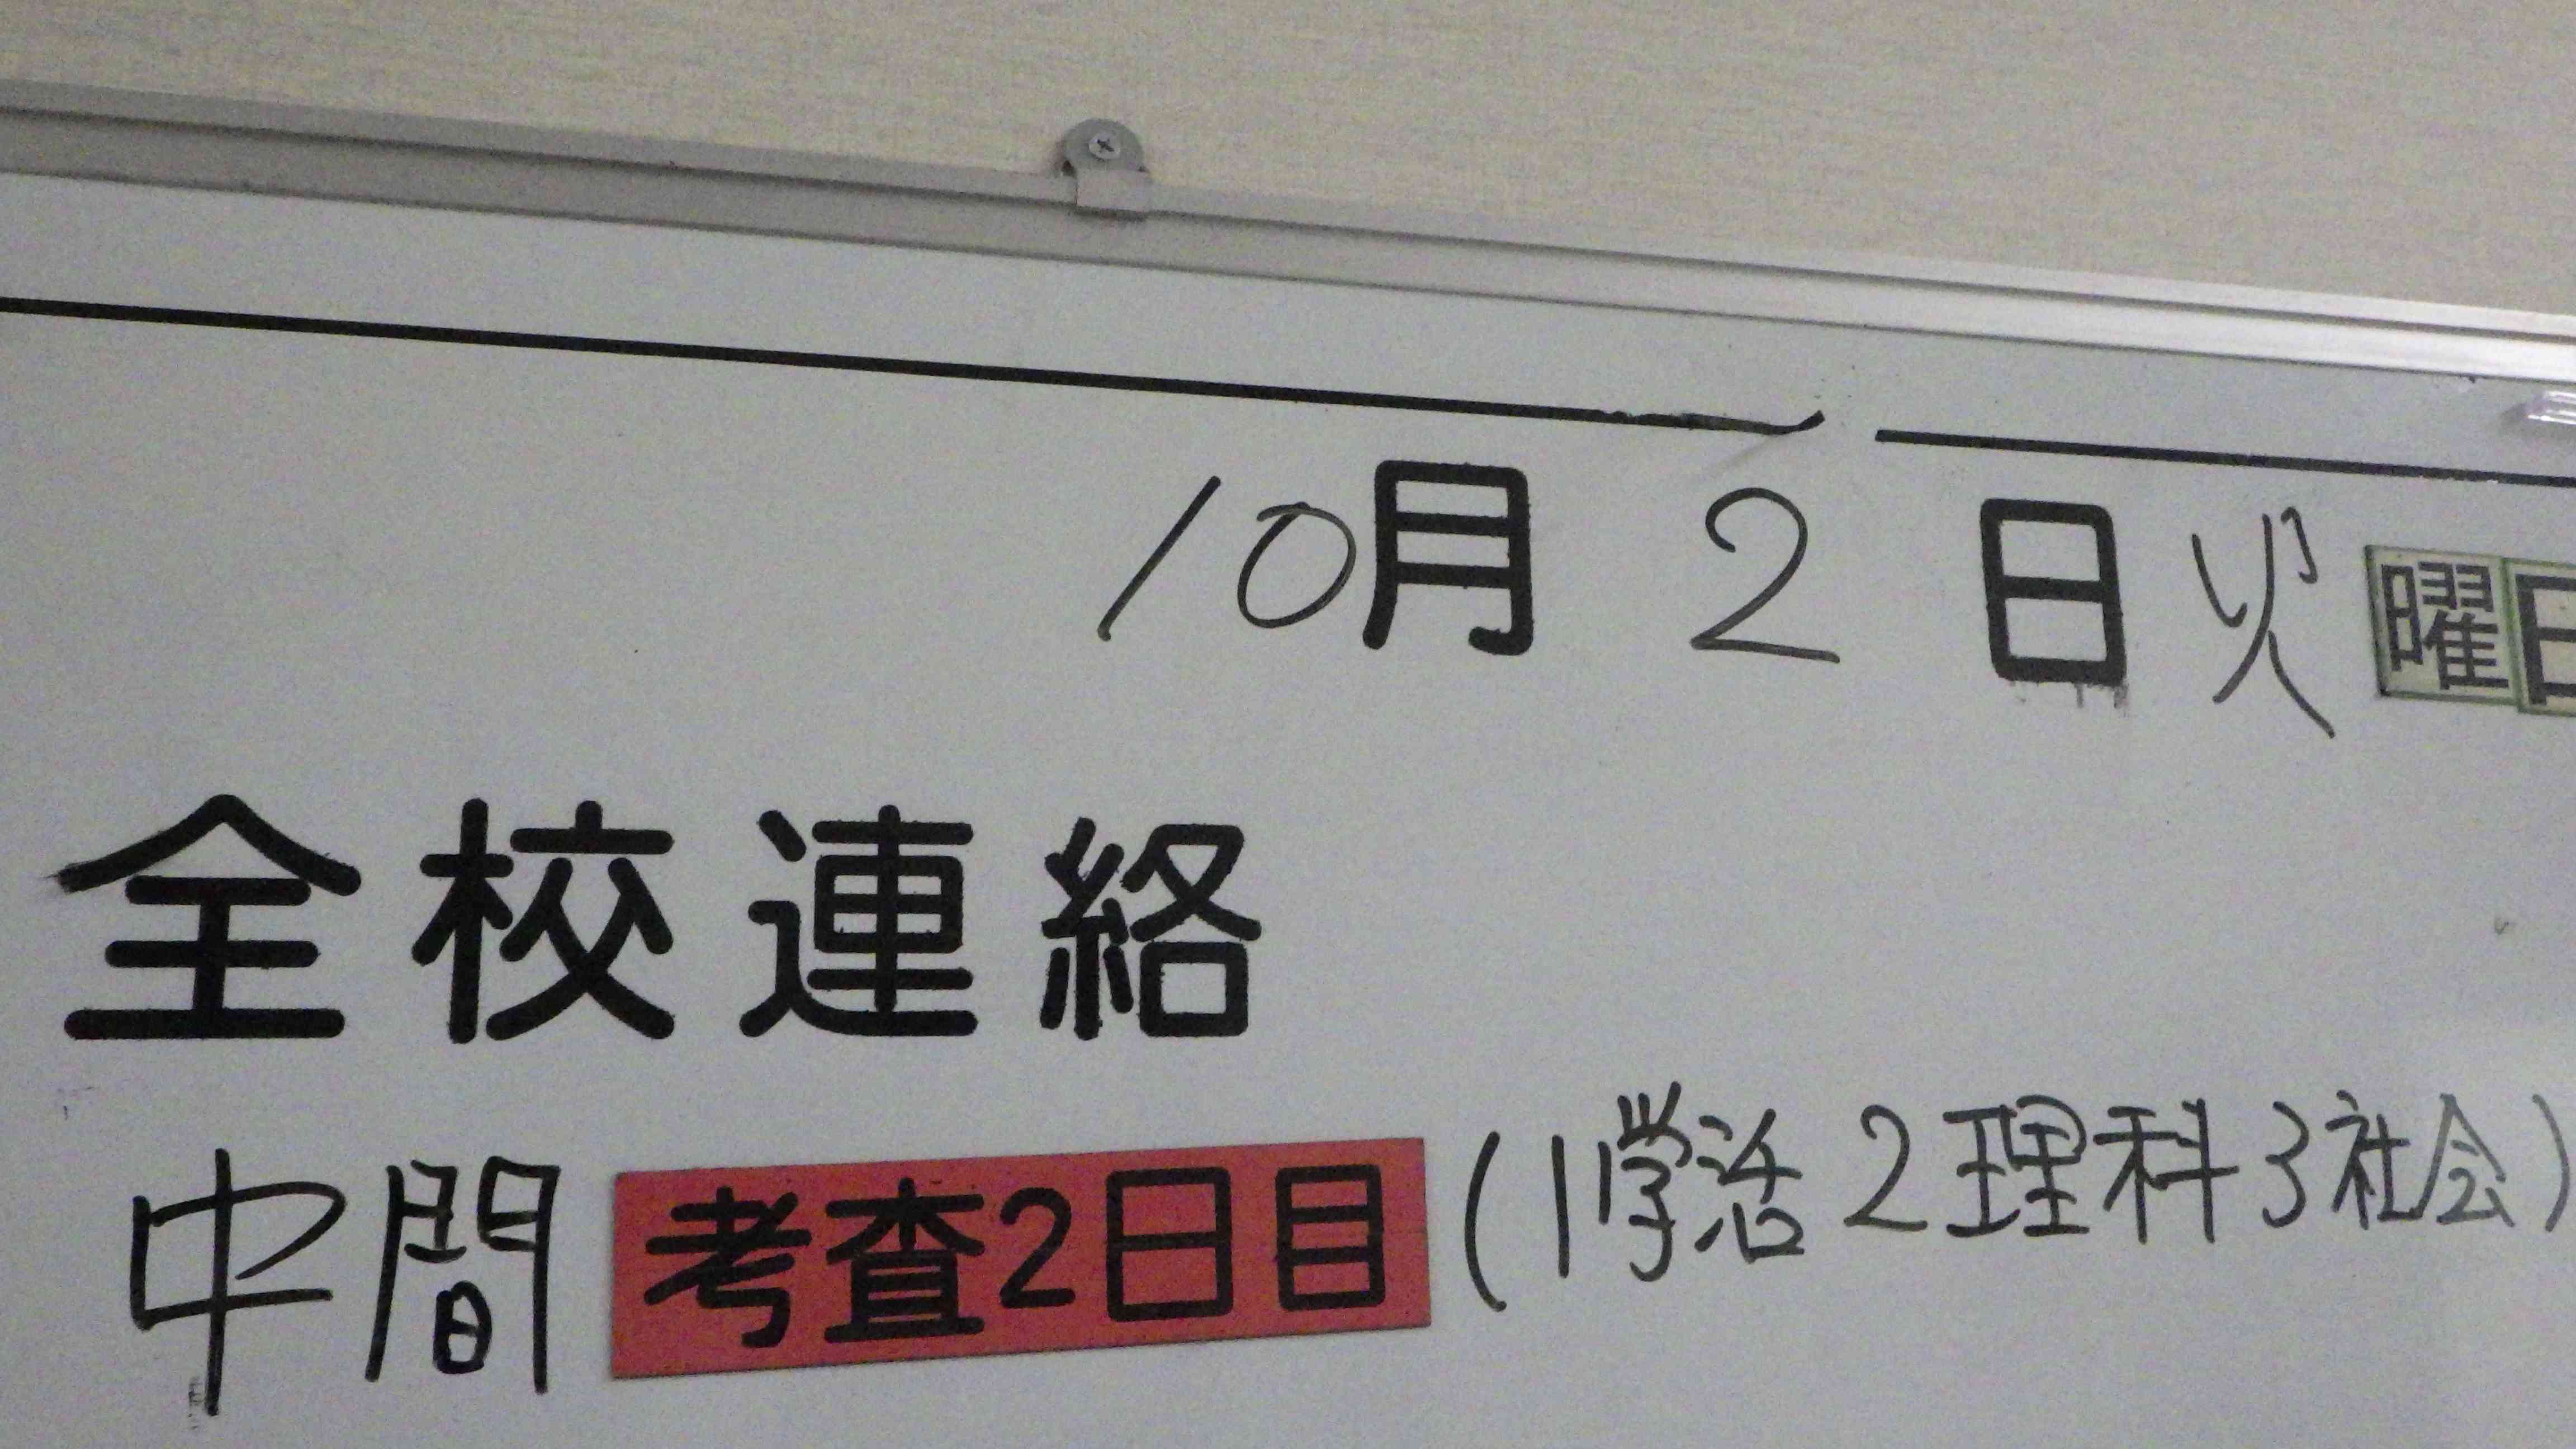 10月 2 日 火 曜日
全校連絡
中間 考査2日目 (1学活 2理科 3社会)